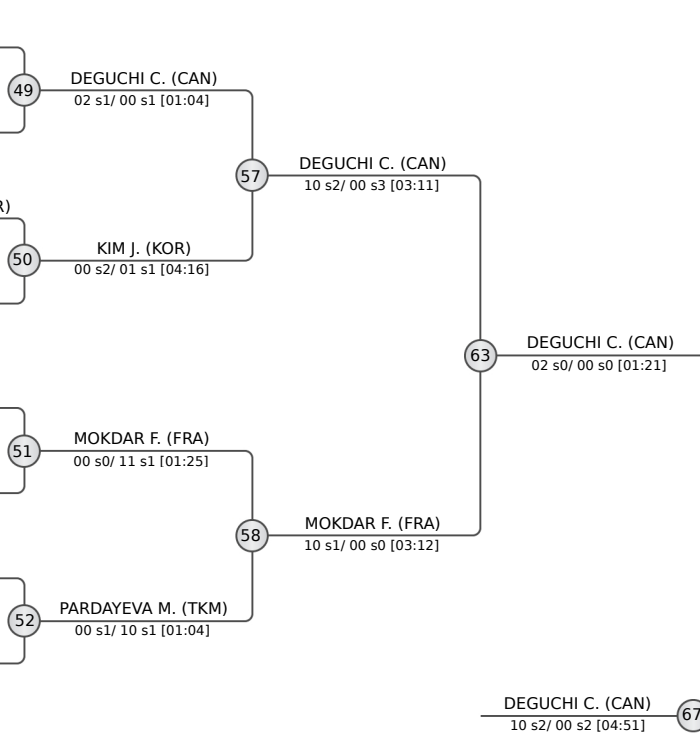 49
DEGUCHI C. (CAN)
02 s1/ 00 s1 [01:04]
57
DEGUCHI C. (CAN)
10 s2/ 00 s3 [03:11]
R)
50
KIM J. (KOR)
00 s2/ 01 s1 [04:16]
63
DEGUCHI C. (CAN)
02 s0/ 00 s0 [01:21]
51
MOKDAR F. (FRA)
00 s0/ 11 s1 [01:25]
58
MOKDAR F. (FRA)
10 s1/ 00 s0 [03:12]
52
PARDAYEVA M. (TKM)
00 s1/ 10 s1 [01:04]
DEGUCHI C. (CAN)
10 s2/ 00 s2 [04:51]
67